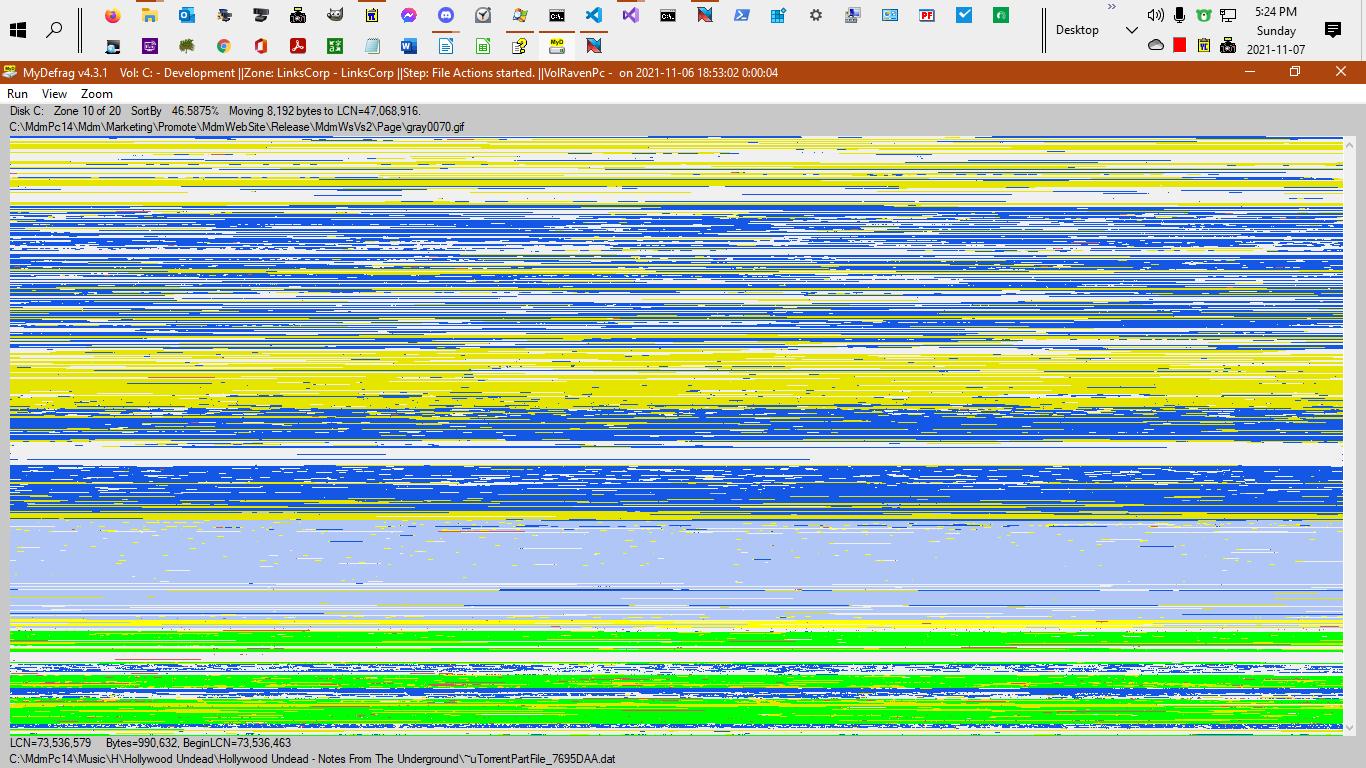 5:24 PM
Desktop
Sunday
2021-11-07
MyDefrag v4.3.1 Vol: C: - Development ||Zone: LinksCorp - LinksCorp ||Step: File Actions started. ||VolRavenPc - on 2021-11-06 18:53:02 0:00:04
Run View Zoom
Disk C: Zone 10 of 20 SortBy 46.5875% Moving 8,192 bytes to LCN=47,068,916.
C:\MdmPc14\Mdm\Marketing\Promote\MdmWebSite\Release\MdmWsVs2\Page\gray0070.gif
LCN=73,536,579 Bytes=990,632, BeginLCN=73,536,463
C:\MdmPc14\Music\H\Hollywood Undead\Hollywood Undead - Notes From The Underground\~uTorrentPartFile_7695DAA.dat